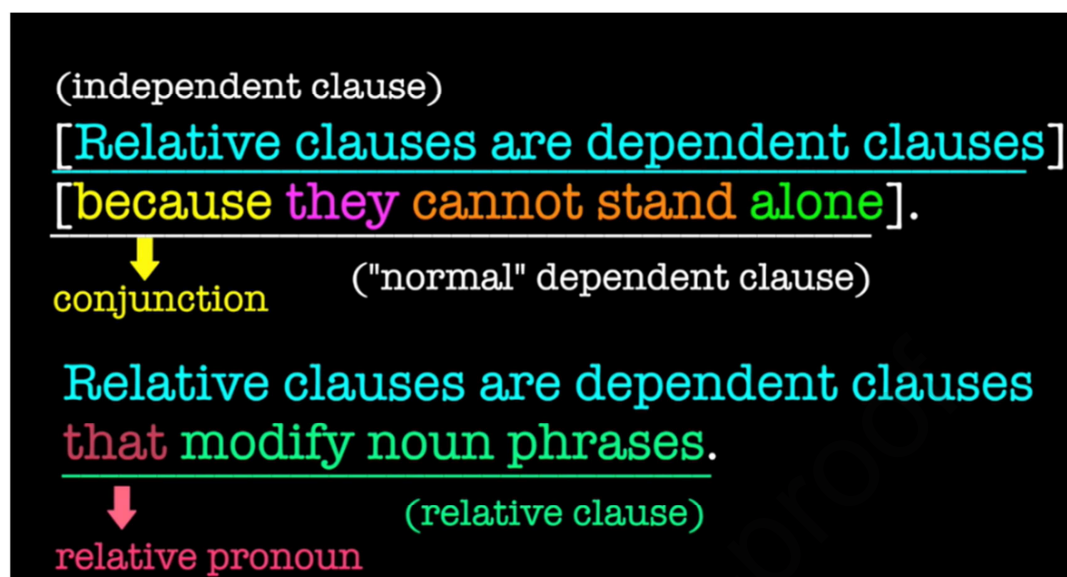 (independent clause)
[Relative clauses are dependent clauses]
[because they cannot stand alone].
conjunction
("normal" dependent clause)
Relative clauses are dependent clauses
that modify noun phrases.
(relative clause)
relative pronoun
proof